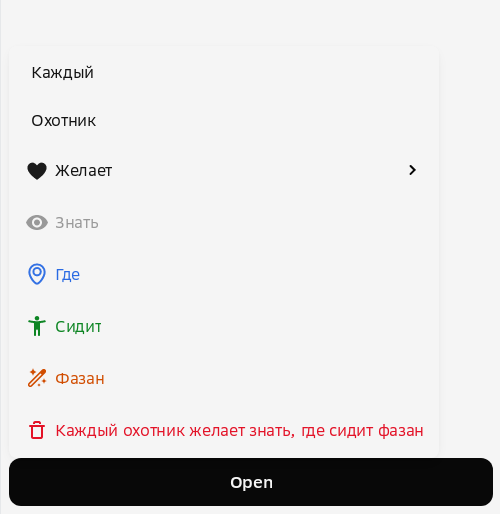 Каждый
Охотник
Желает
Знать
Где
Сидит
Фазан
Каждый охотник желает знать, где сидит фазан
Open